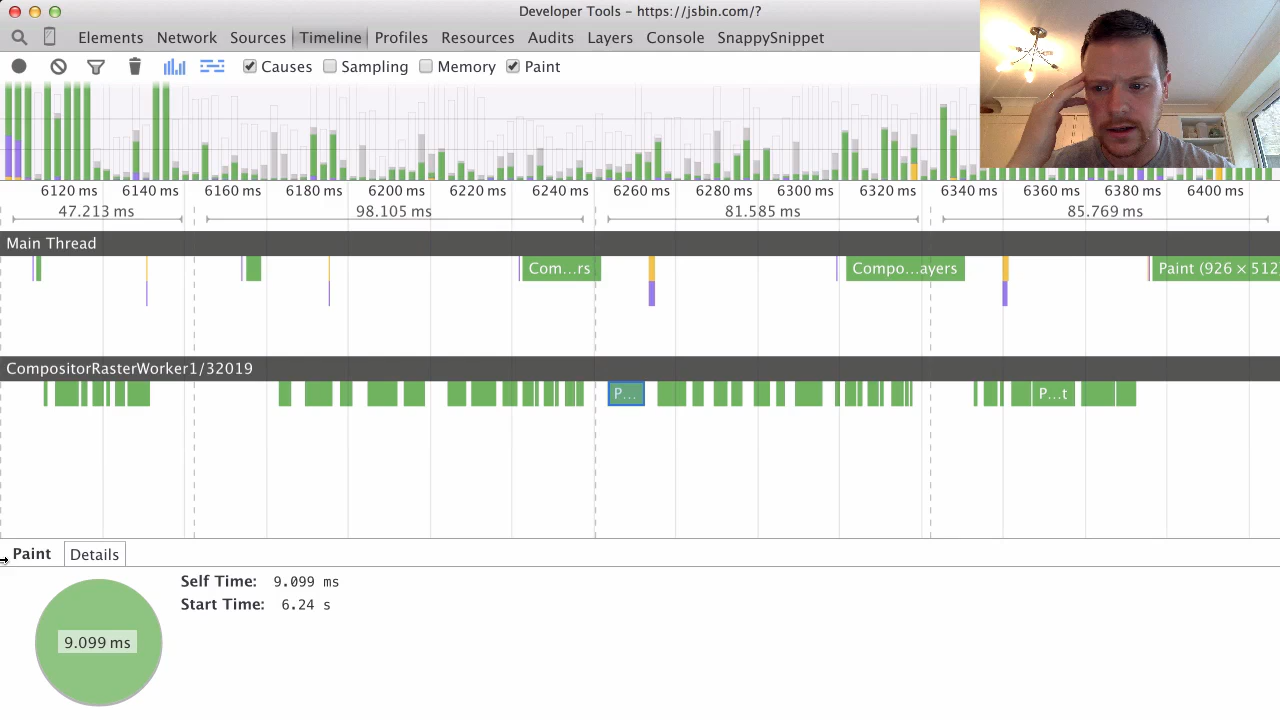 Developer Tools - https://jsbin.com/?
Elements Network Sources Timeline Profiles Resources Audits Layers Console SnappySnippet
Causes Sampling Memory Paint
6120 ms 6140 ms 6160 ms 6180 ms 6200 ms 6220 ms 6240 ms 6260 ms 6280 ms 6300 ms 6320 ms 6340 ms 6360 ms 6380 ms 6400 ms
47.213 ms 98.105 ms 81.585 ms 85.769 ms
Main Thread
Com...rs Compo...ayers Paint (926 × 512
CompositorRasterWorker1/32019
P... P...t
Paint Details
Self Time: 9.099 ms
Start Time: 6.24 s
9.099 ms